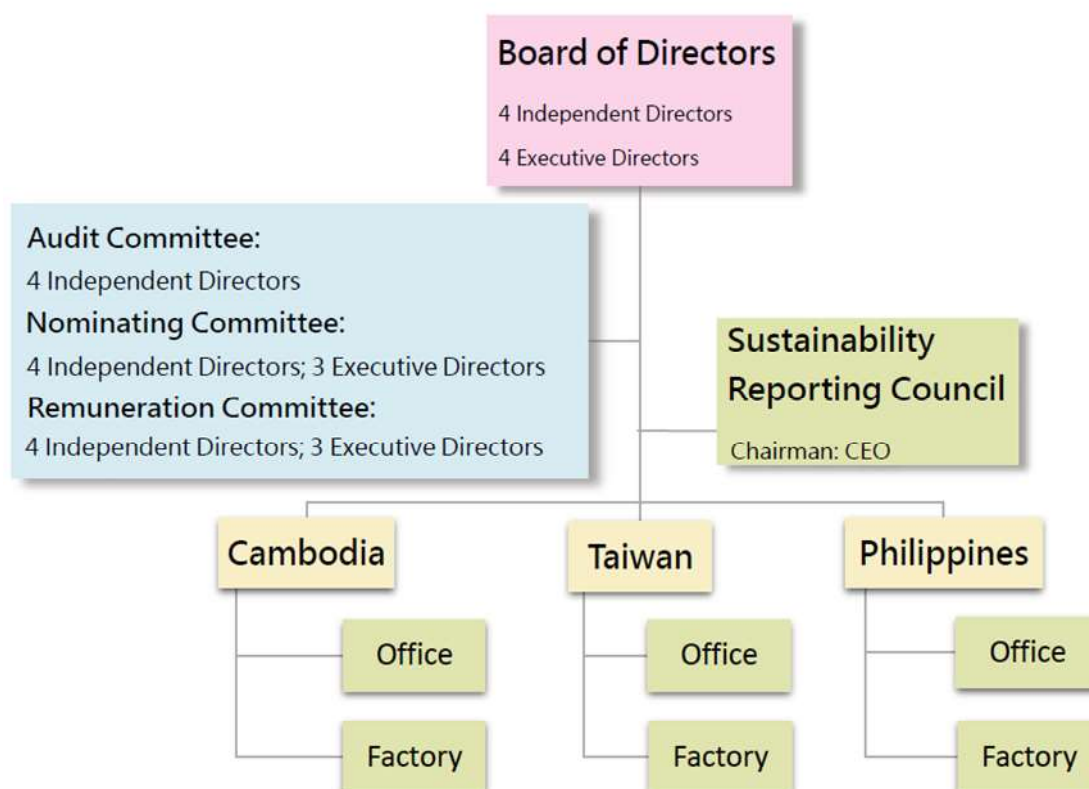 Board of Directors
4 Independent Directors
4 Executive Directors
Audit Committee:
4 Independent Directors
Nominating Committee:
4 Independent Directors; 3 Executive Directors
Remuneration Committee:
4 Independent Directors; 3 Executive Directors
Sustainability
Reporting Council
Chairman: CEO
Cambodia
Taiwan
Philippines
Office
Office
Office
Factory
Factory
Factory